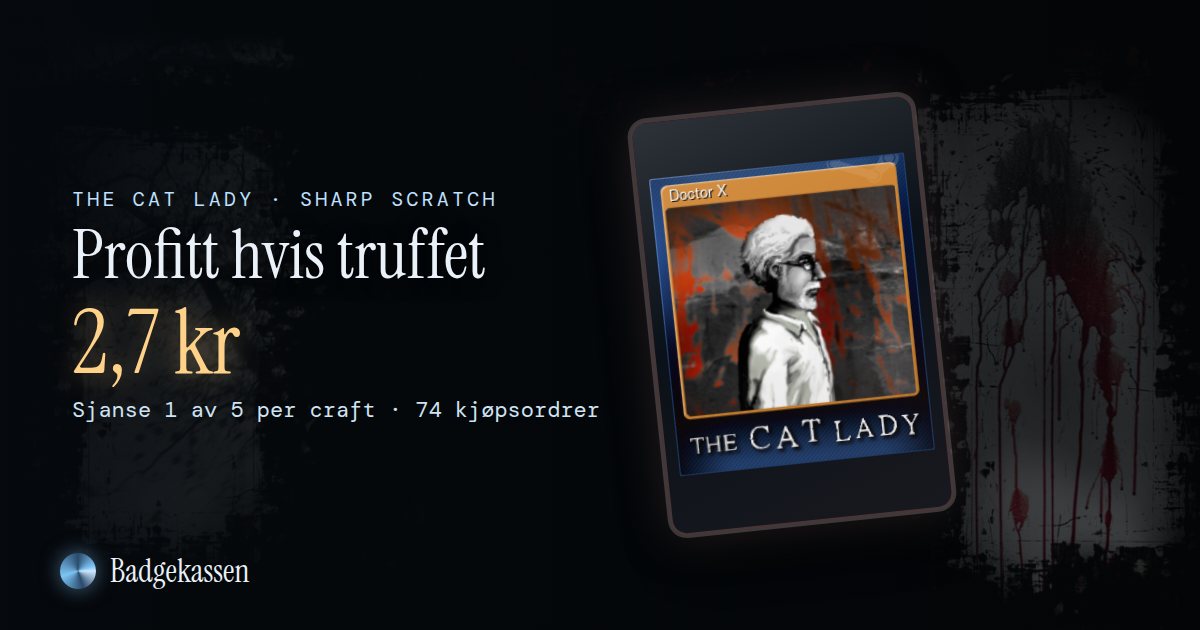 THE CAT LADY · SHARP SCRATCH
Profitt hvis truffet
2,7 kr
Sjanse 1 av 5 per craft · 74 kjøpsordrer
Doctor X
THE CAT LADY
Badgekassen